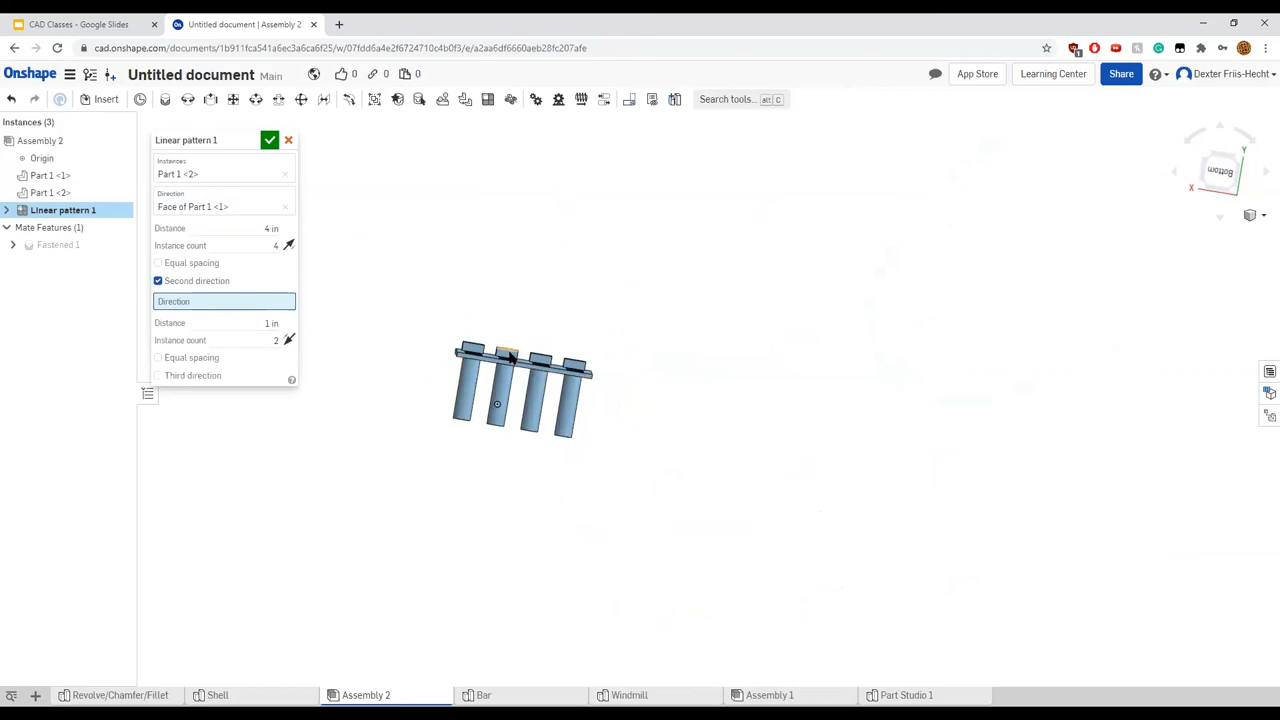 CAD Classes - Google Slides
Untitled document | Assembly 2
cad.onshape.com/documents/1b911fca541a6ec3a6ca6f25/w/07fdd6a4e2f6724710c4b0f3/e/a2aa6df6660aeb28fc207afe
Onshape
Untitled document
Main
0
0
0
App Store
Learning Center
Share
Dexter Friis-Hecht
Insert
Search tools...
alt C
Instances (3)
Assembly 2
Origin
Part 1 <1>
Part 1 <2>
Linear pattern 1
Mate Features (1)
Fastened 1
Linear pattern 1
Instances
Part 1 <2>
Direction
Face of Part 1 <1>
Distance 4 in
Instance count 4
Equal spacing
Second direction
Direction
Distance 1 in
Instance count 2
Equal spacing
Third direction
Y
Bottom
X
Revolve/Chamfer/Fillet
Shell
Assembly 2
Bar
Windmill
Assembly 1
Part Studio 1